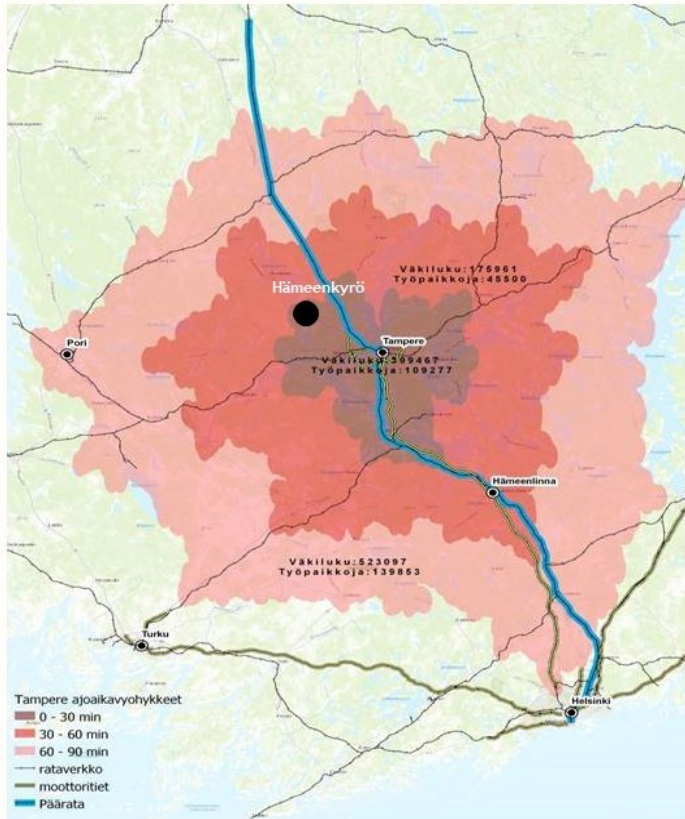 Väkiluku:175961
Työpaikkoja:45500
Hämeenkyrö
Pori
Tampere
Väkiluku:399467
Työpaikkoja:109277
Hämeenlinna
Väkiluku:523097
Työpaikkoja:139853
Turku
Helsinki
Tampere ajoaikavyöhykkeet
0 - 30 min
30 - 60 min
60 - 90 min
rataverkko
moottoritiet
Päärata